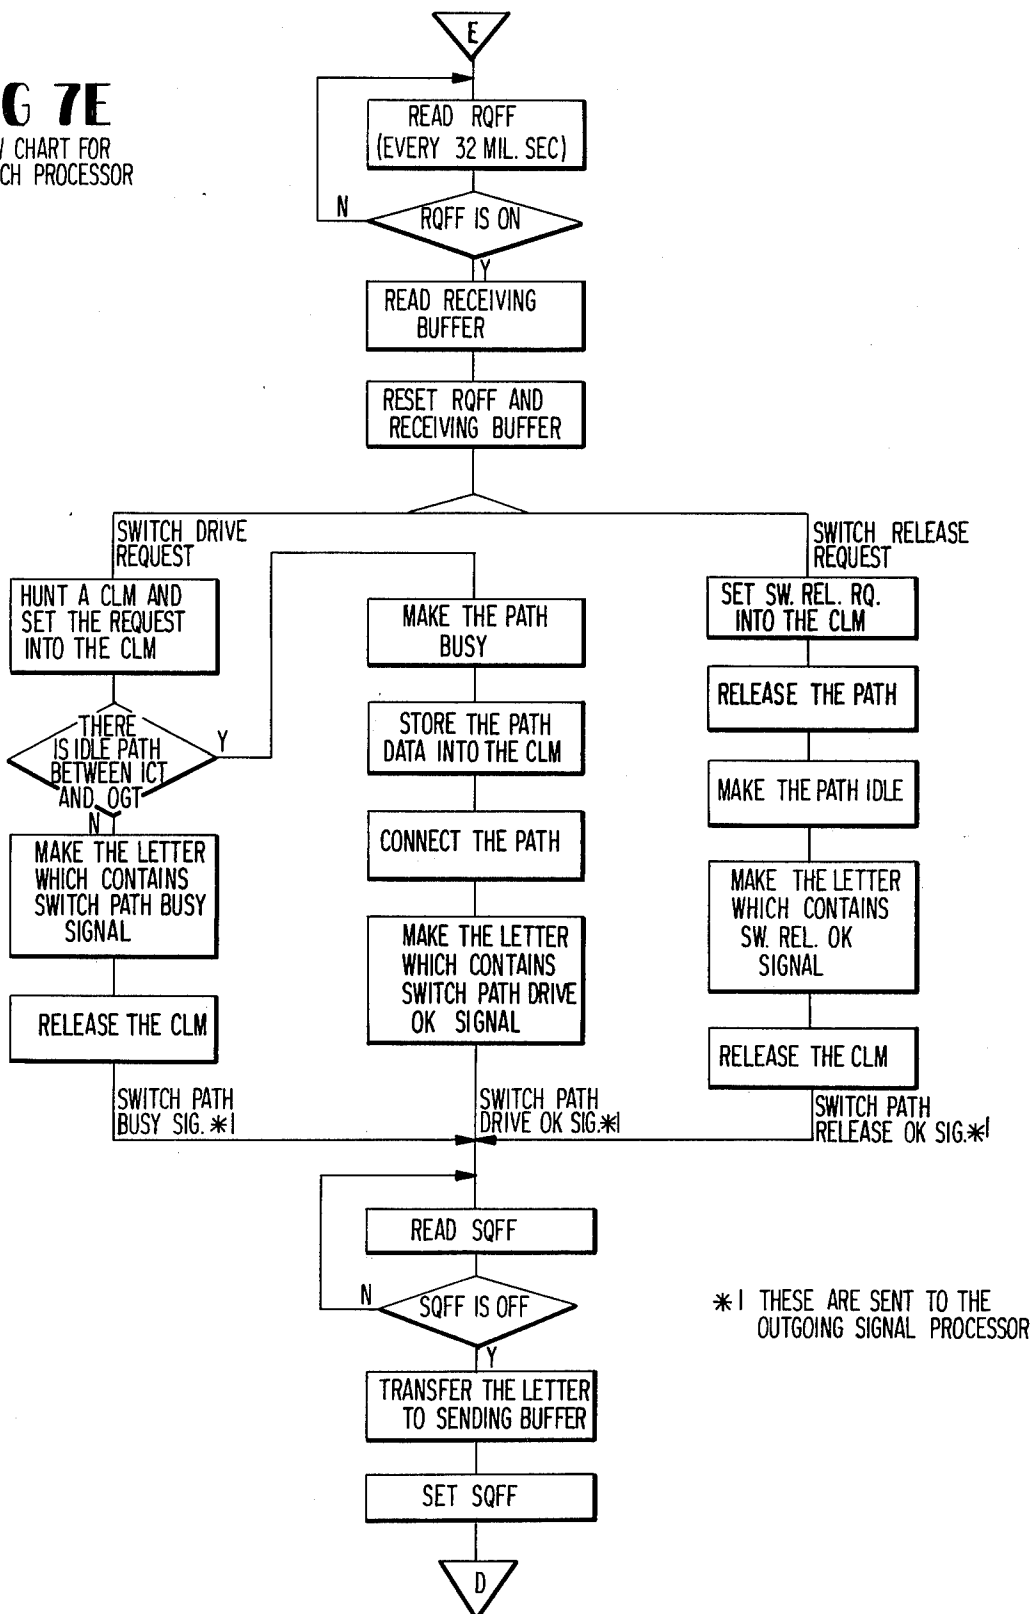 E
G 7E
CHART FOR
CH PROCESSOR
READ RQFF
(EVERY 32 MIL. SEC)
N
RQFF IS ON
Y
READ RECEIVING
BUFFER
RESET RQFF AND
RECEIVING BUFFER
SWITCH DRIVE
REQUEST
HUNT A CLM AND
SET THE REQUEST
INTO THE CLM
THERE
IS IDLE PATH
BETWEEN ICT
AND OGT
Y
N
MAKE THE LETTER
WHICH CONTAINS
SWITCH PATH BUSY
SIGNAL
RELEASE THE CLM
SWITCH PATH
BUSY SIG. *1
MAKE THE PATH
BUSY
STORE THE PATH
DATA INTO THE CLM
CONNECT THE PATH
MAKE THE LETTER
WHICH CONTAINS
SWITCH PATH DRIVE
OK SIGNAL
SWITCH PATH
DRIVE OK SIG.*1
SWITCH RELEASE
REQUEST
SET SW. REL. RQ.
INTO THE CLM
RELEASE THE PATH
MAKE THE PATH IDLE
MAKE THE LETTER
WHICH CONTAINS
SW. REL. OK
SIGNAL
RELEASE THE CLM
SWITCH PATH
RELEASE OK SIG.*1
READ SQFF
N
SQFF IS OFF
Y
TRANSFER THE LETTER
TO SENDING BUFFER
SET SQFF
D
*1 THESE ARE SENT TO THE
OUTGOING SIGNAL PROCESSOR